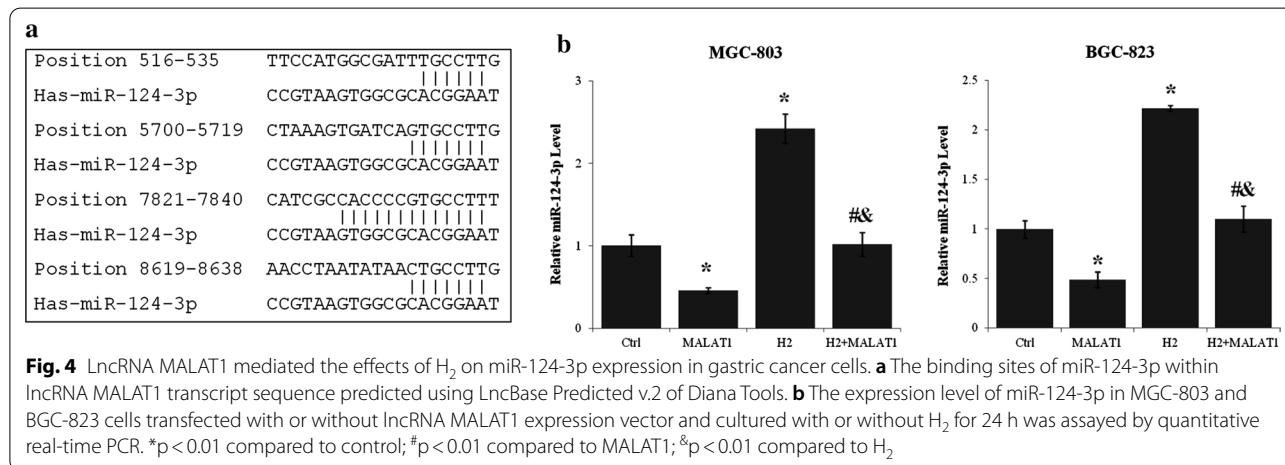 a
Position 516-535 TTCCATGGCGATTTGCCTTG
||||||
Has-miR-124-3p CCGTAAGTGGCGCACGGAAT
Position 5700-5719 CTAAAGTGATCAGTGCCTTG
|||||||
Has-miR-124-3p CCGTAAGTGGCGCACGGAAT
Position 7821-7840 CATCGCCACCCCGTGCCTTT
|||||||||||||
Has-miR-124-3p CCGTAAGTGGCGCACGGAAT
Position 8619-8638 AACCTAATATAACTGCCTTG
|||||||
Has-miR-124-3p CCGTAAGTGGCGCACGGAAT
b
MGC-803
Relative miR-124-3p Level
3
2
1
0
*
*
#&
Ctrl MALAT1 H2 H2+MALAT1
BGC-823
Relative miR-124-3p Level
2.5
2
1.5
1
0.5
0
*
*
#&
Ctrl MALAT1 H2 H2+MALAT1
Fig. 4 LncRNA MALAT1 mediated the effects of H₂ on miR-124-3p expression in gastric cancer cells. a The binding sites of miR-124-3p within
lncRNA MALAT1 transcript sequence predicted using LncBase Predicted v.2 of Diana Tools. b The expression level of miR-124-3p in MGC-803 and
BGC-823 cells transfected with or without lncRNA MALAT1 expression vector and cultured with or without H₂ for 24 h was assayed by quantitative
real-time PCR. *p < 0.01 compared to control; #p < 0.01 compared to MALAT1; &p < 0.01 compared to H₂